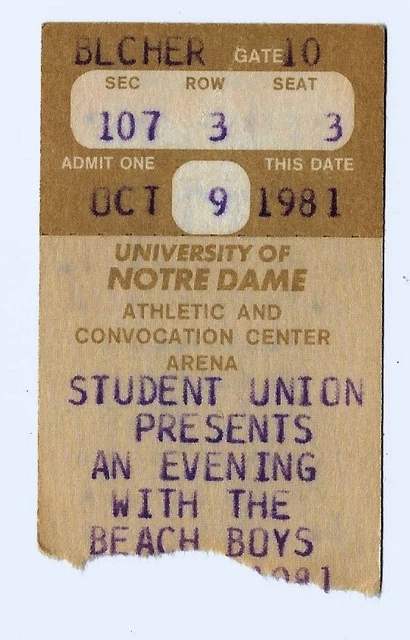 BLCHER GATE 10
SEC ROW SEAT
107 3 3
ADMIT ONE THIS DATE
OCT 9 1981
UNIVERSITY OF
NOTRE DAME
ATHLETIC AND
CONVOCATION CENTER
ARENA
STUDENT UNION
PRESENTS
AN EVENING
WITH THE
BEACH BOYS
1981